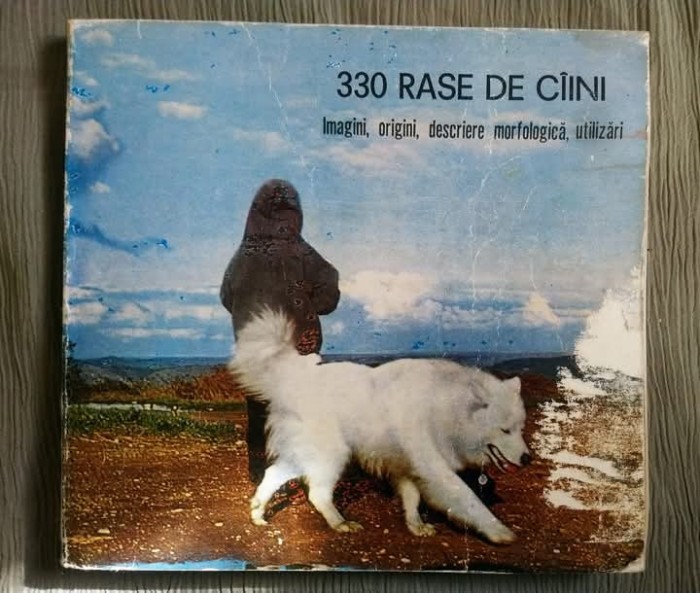 330 RASE DE CÎINI
Imagini, origini, descriere morfologică, utilizări